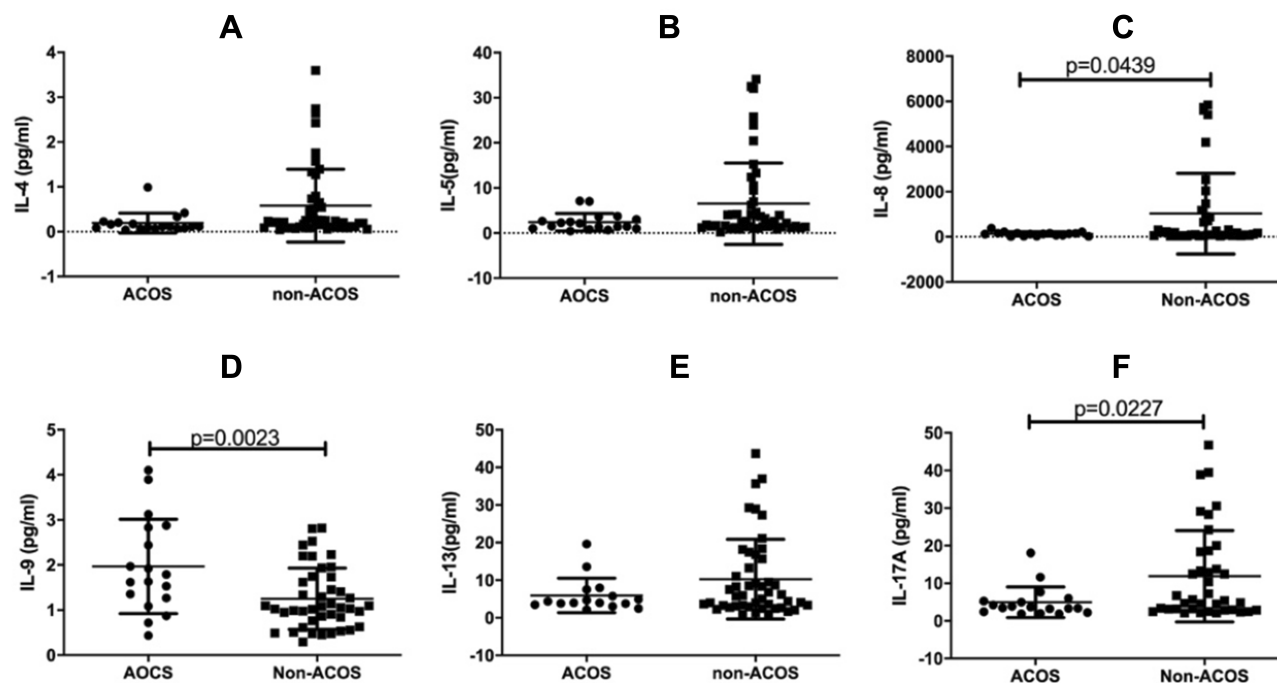 A B C
4
3
2
1
0
-1
IL-4 (pg/ml)
ACOS non-ACOS
40
30
20
10
0
-10
IL-5(pg/ml)
AOCS non-ACOS
8000
6000
4000
2000
0
-2000
IL-8 (pg/ml)
p=0.0439
ACOS Non-ACOS
D E F
5
4
3
2
1
0
IL-9 (pg/ml)
p=0.0023
AOCS Non-ACOS
50
40
30
20
10
0
-10
IL-13(pg/ml)
ACOS non-ACOS
50
40
30
20
10
0
-10
IL-17A (pg/ml)
p=0.0227
ACOS Non-ACOS